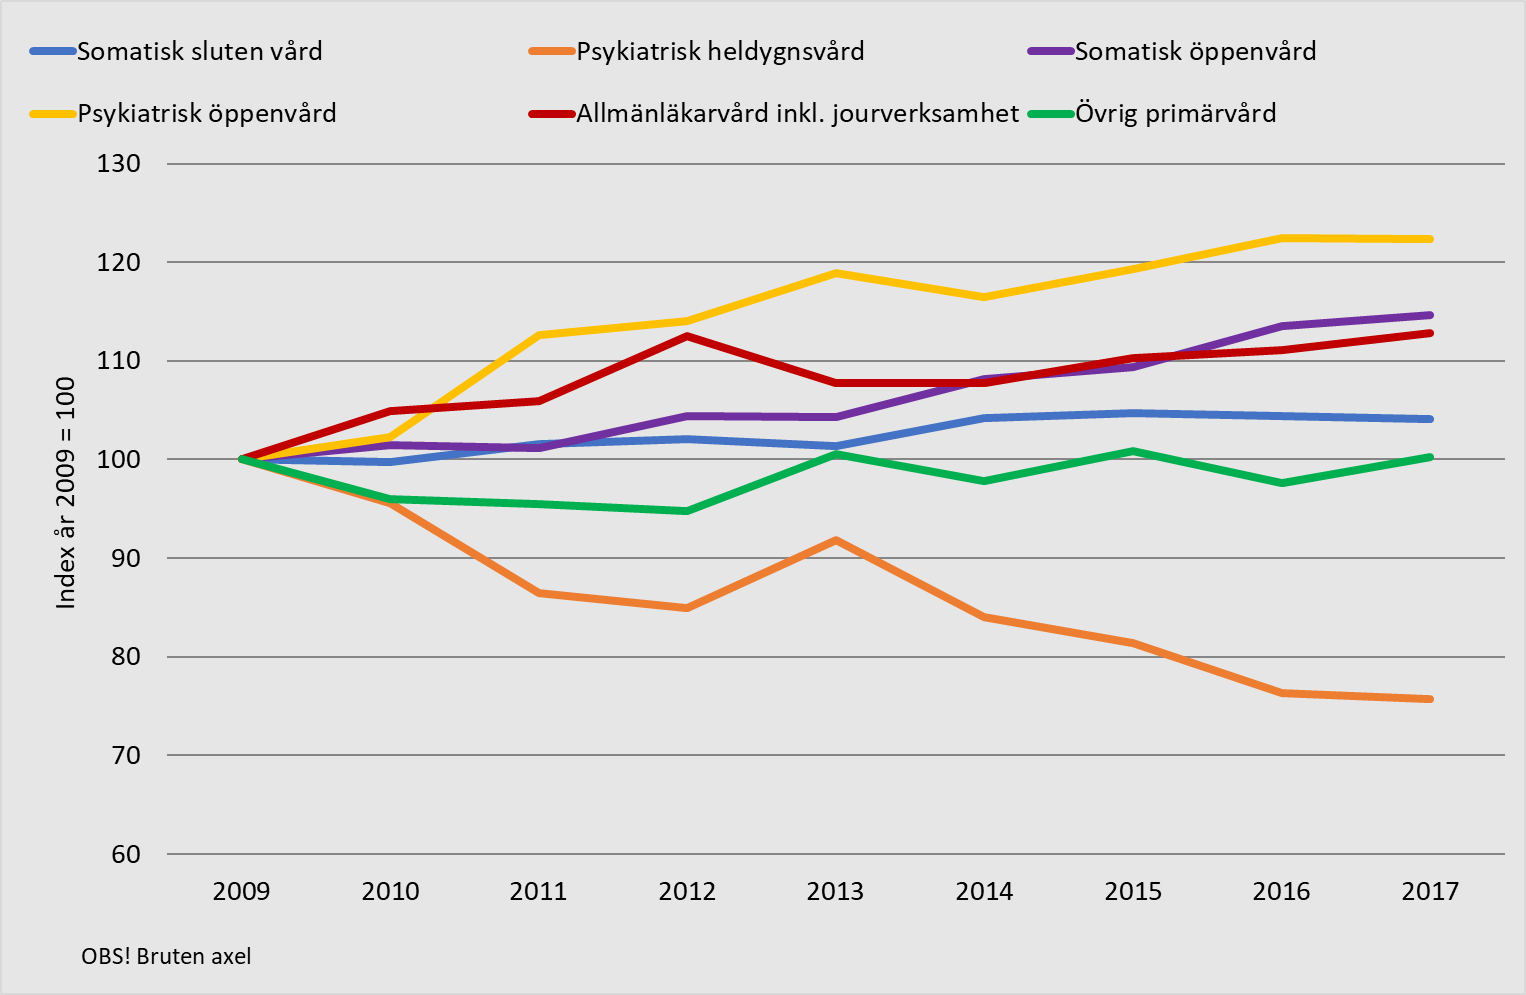 Somatisk sluten vård
Psykiatrisk heldygnsvård
Somatisk öppenvård
Psykiatrisk öppenvård
Allmänläkarvård inkl. jourverksamhet
Övrig primärvård
130
120
110
100
90
80
70
60
Index år 2009 = 100
2009 2010 2011 2012 2013 2014 2015 2016 2017
OBS! Bruten axel